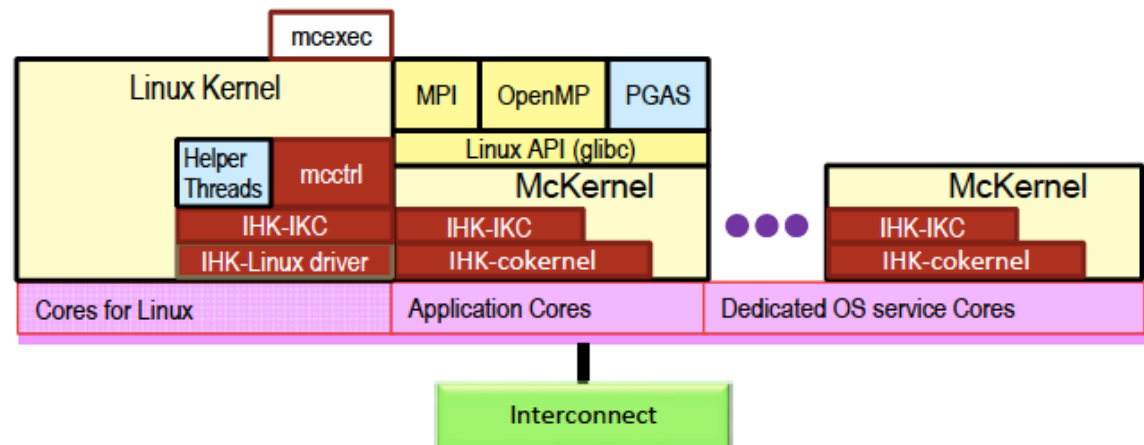 mcexec
Linux Kernel
MPI
OpenMP
PGAS
Linux API (glibc)
Helper
Threads
mcctrl
McKernel
McKernel
IHK-IKC
IHK-IKC
IHK-IKC
IHK-Linux driver
IHK-cokernel
IHK-cokernel
Cores for Linux
Application Cores
Dedicated OS service Cores
Interconnect